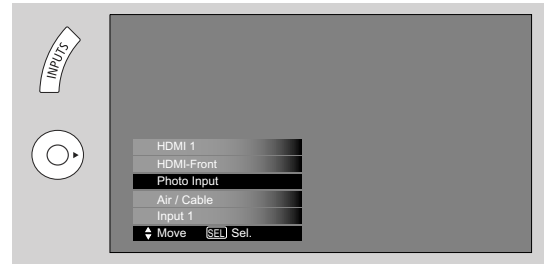 INPUTS
HDMI 1
HDMI-Front
Photo Input
Air / Cable
Input 1
Move SEL Sel.